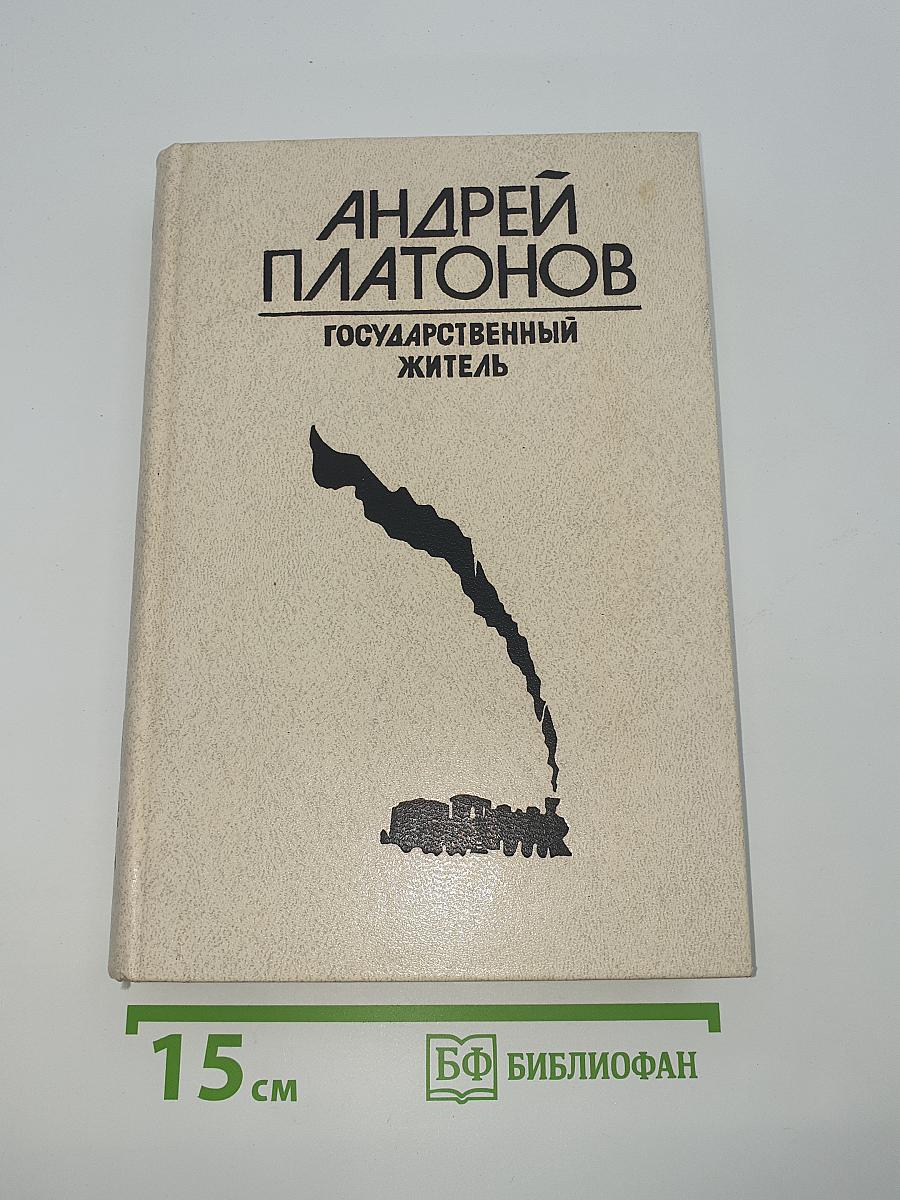 АНДРЕЙ
ПЛАТОНОВ
ГОСУДАРСТВЕННЫЙ
ЖИТЕЛЬ
15 см
БФ БИБЛИОФАН